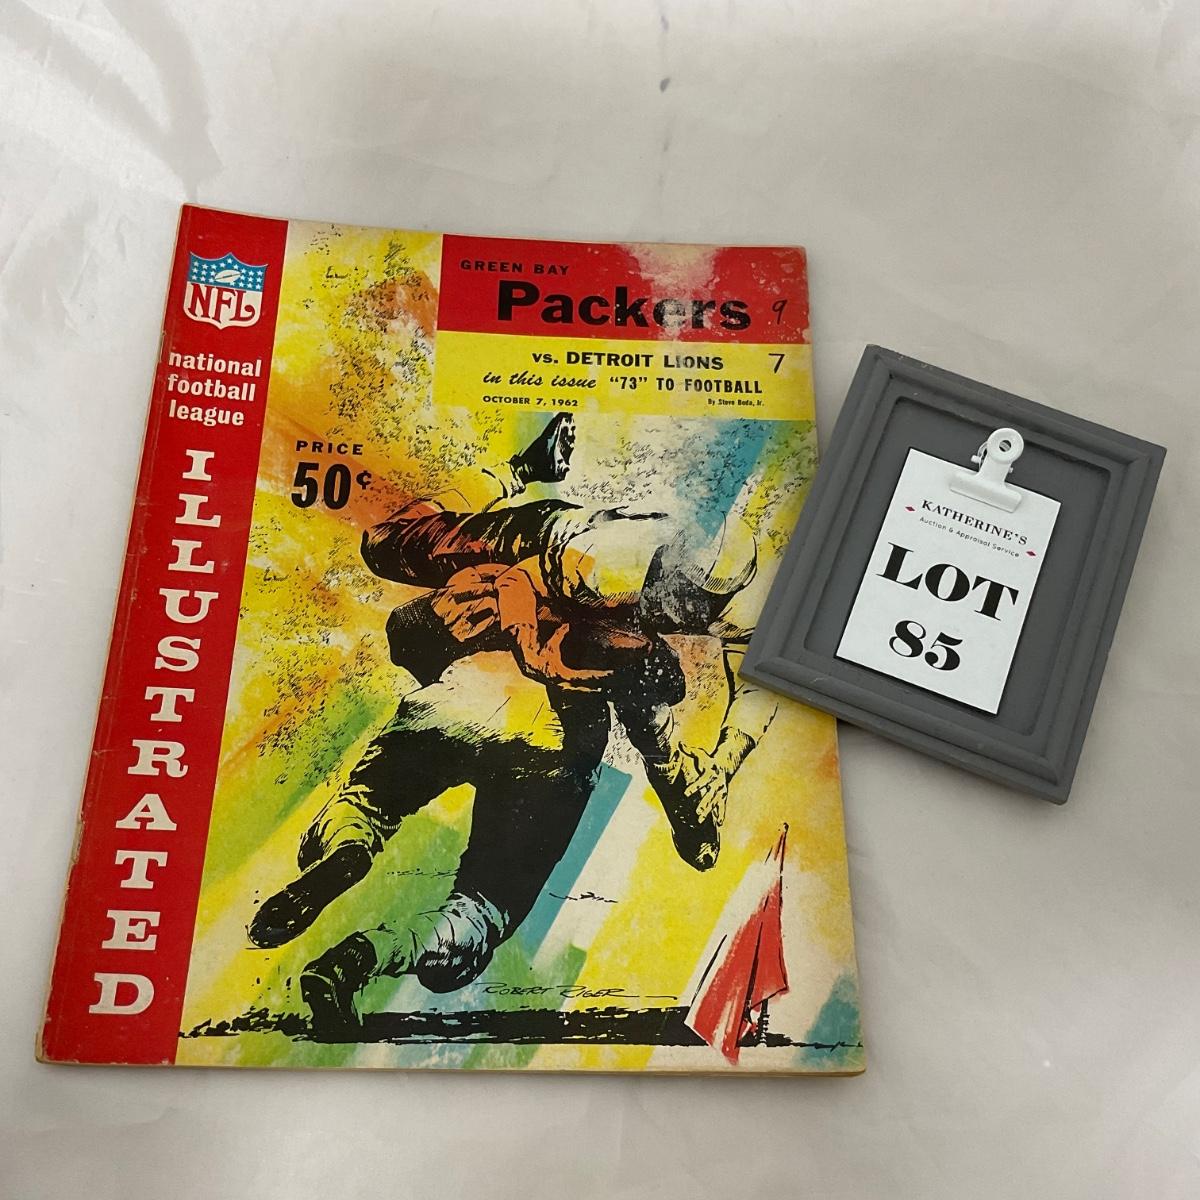 NFL
national
football
league
ILLUSTRATED
GREEN BAY
Packers 9
vs. DETROIT LIONS 7
in this issue "73" TO FOOTBALL
OCTOBER 7, 1962
By Steve Boda, Jr.
PRICE
50¢
ROBERT RIGER
KATHERINE'S
Auction & Appraisal Service
LOT
85